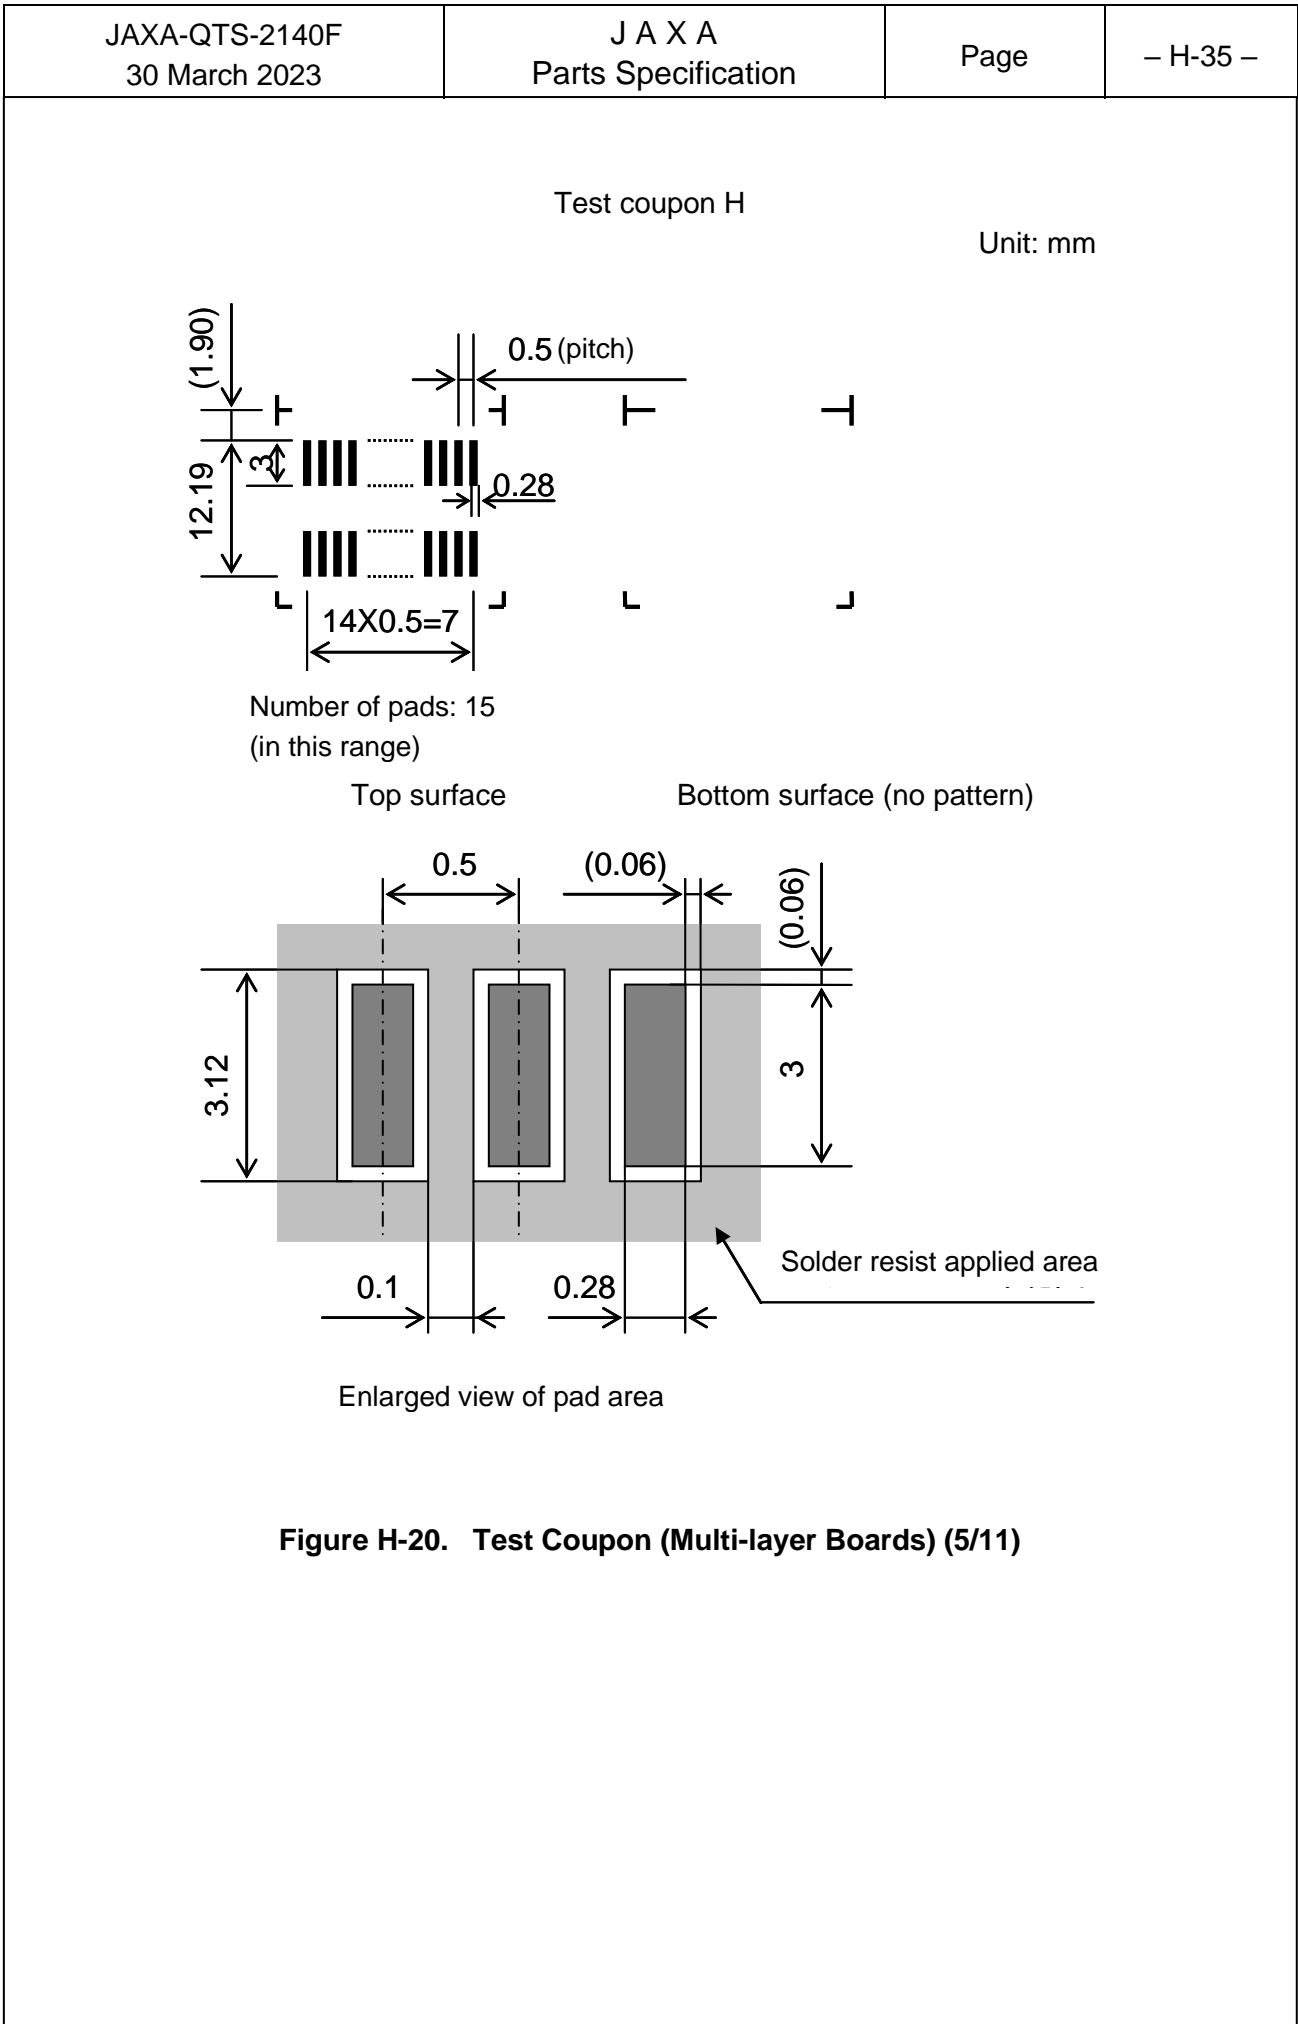 JAXA-QTS-2140F
30 March 2023
J A X A
Parts Specification
Page
– H-35 –
Test coupon H
Unit: mm
(1.90)
0.5 (pitch)
3
12.19
0.28
14X0.5=7
Number of pads: 15
(in this range)
Top surface
Bottom surface (no pattern)
0.5
(0.06)
(0.06)
3.12
3
Solder resist applied area
0.1
0.28
Enlarged view of pad area
Figure H-20. Test Coupon (Multi-layer Boards) (5/11)